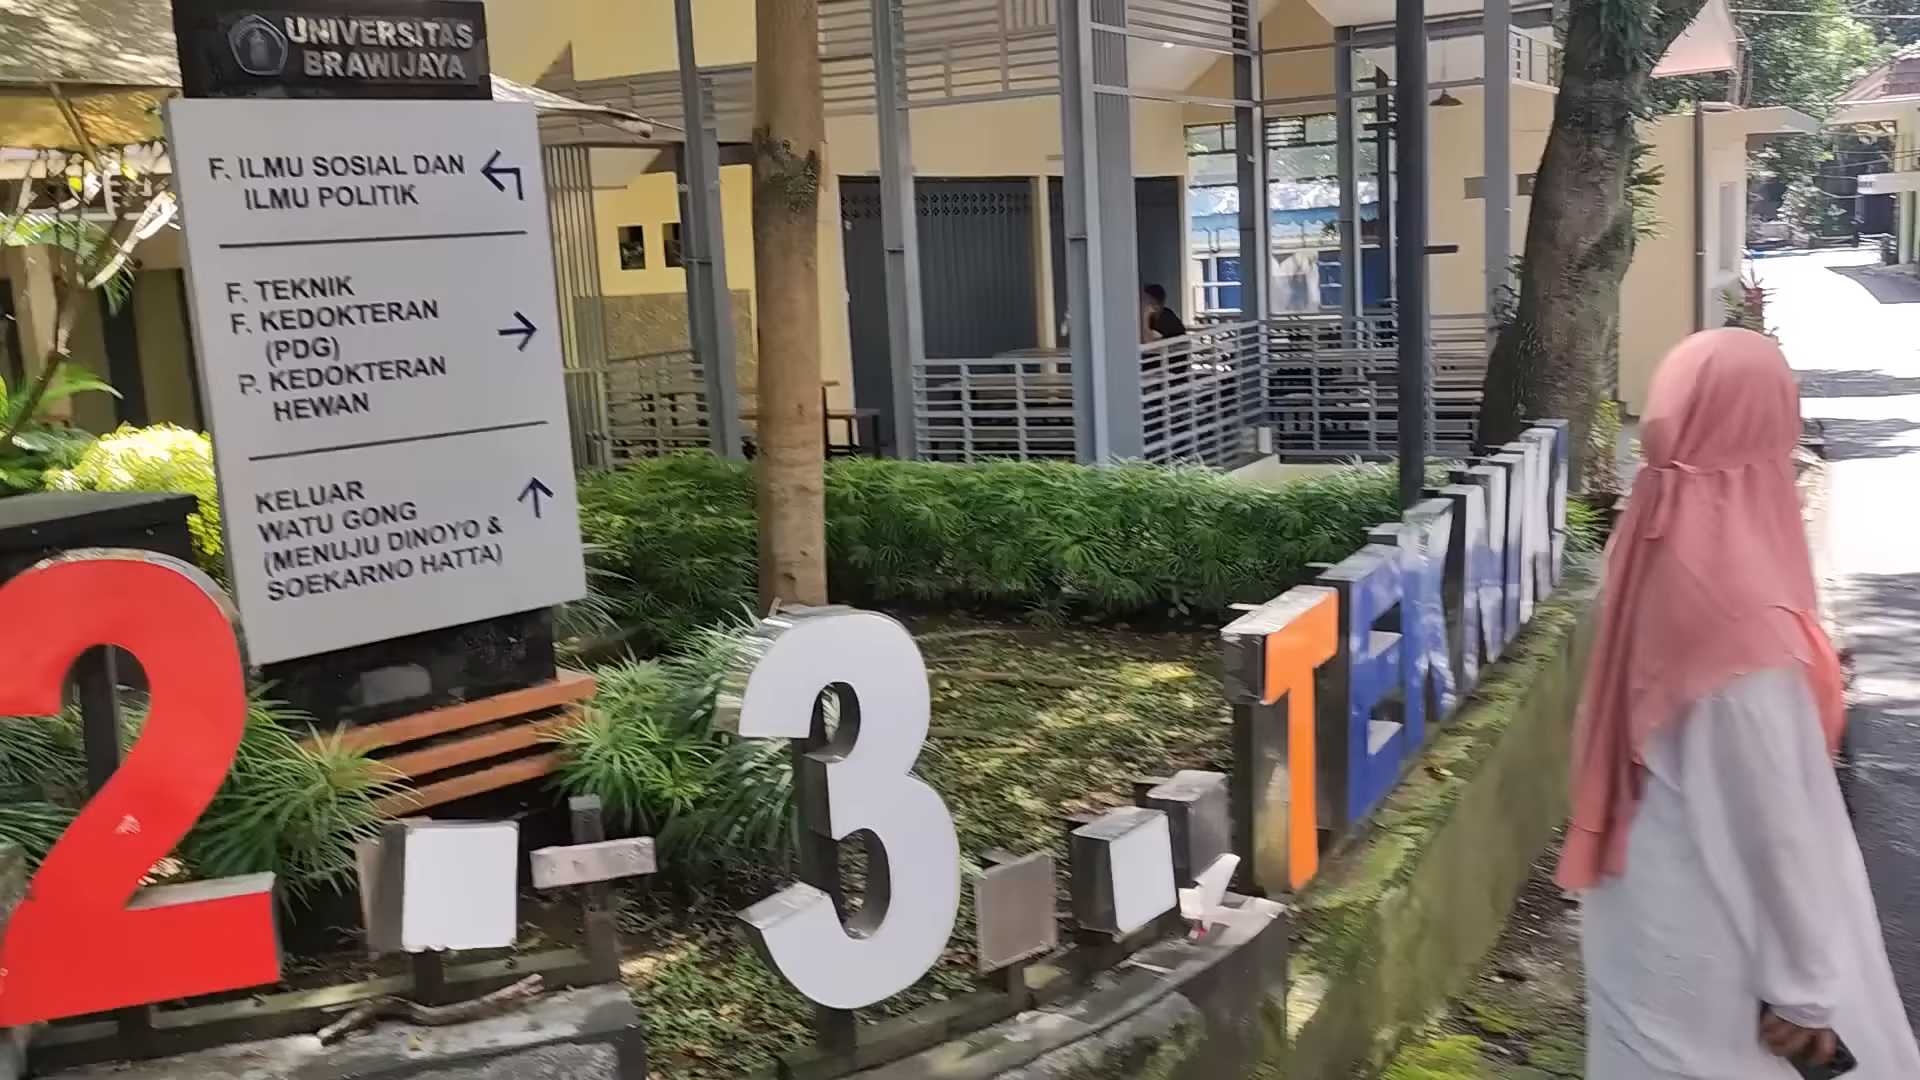 UNIVERSITAS
BRAWIJAYA
F. ILMU SOSIAL DAN
ILMU POLITIK
F. TEKNIK
F. KEDOKTERAN
(PDG)
P. KEDOKTERAN
HEWAN
KELUAR
WATU GONG
(MENUJU DINOYO &
SOEKARNO HATTA)
2.
3
TEKNIK